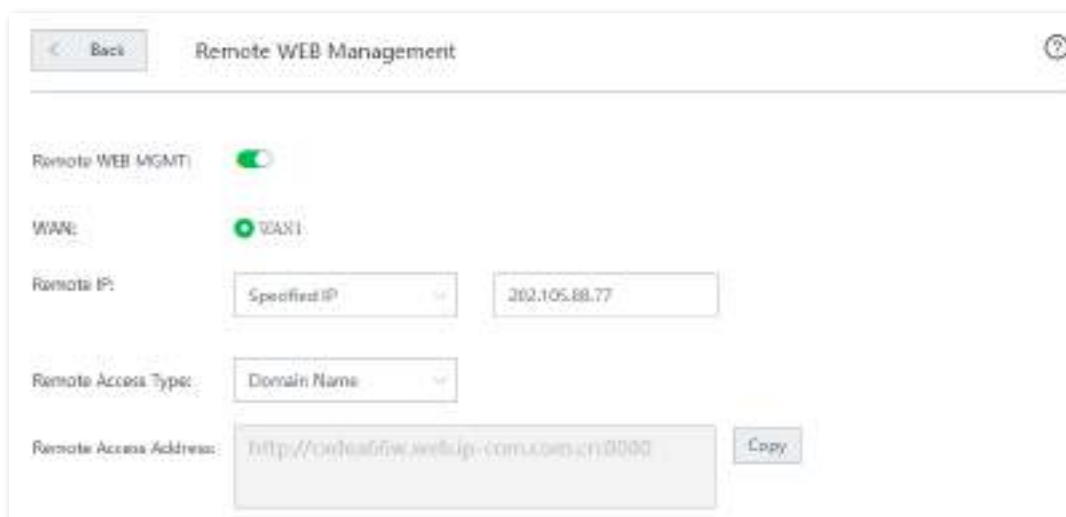 Back
Remote WEB Management
Remote WEB MGMT:
WAN:
WAN1
Remote IP:
Specified IP
202.105.88.77
Remote Access Type:
Domain Name
Remote Access Address:
Copy